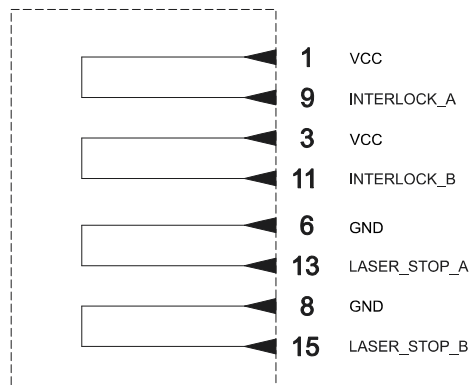 1 VCC
9 INTERLOCK_A
3 VCC
11 INTERLOCK_B
6 GND
13 LASER_STOP_A
8 GND
15 LASER_STOP_B